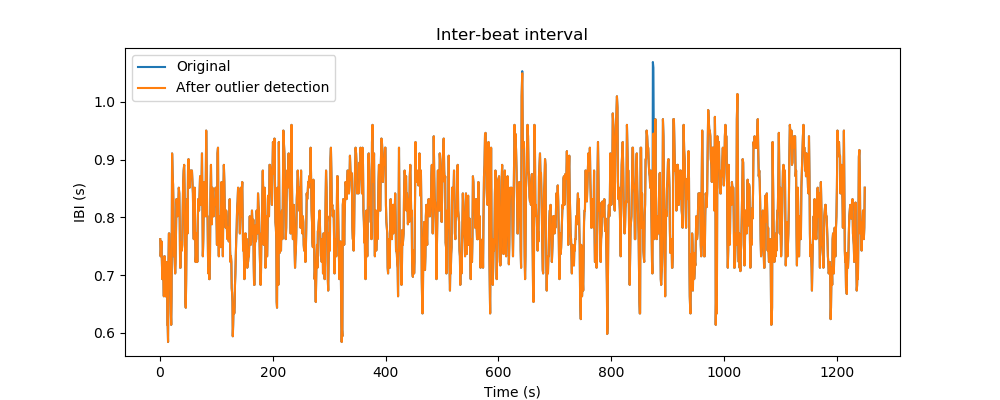 Inter-beat interval
Original
After outlier detection
IBI (s)
1.0
0.9
0.8
0.7
0.6
0
200
400
600
800
1000
1200
Time (s)